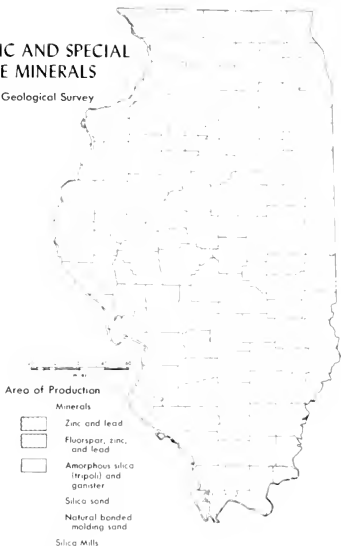 IC AND SPECIAL
E MINERALS
Geological Survey
Area of Production
Minerals
Zinc and lead
Fluorspar, zinc,
and lead
Amorphous silica
(tripoli) and
ganister
Silica sand
Natural bonded
molding sand
Silica Mills